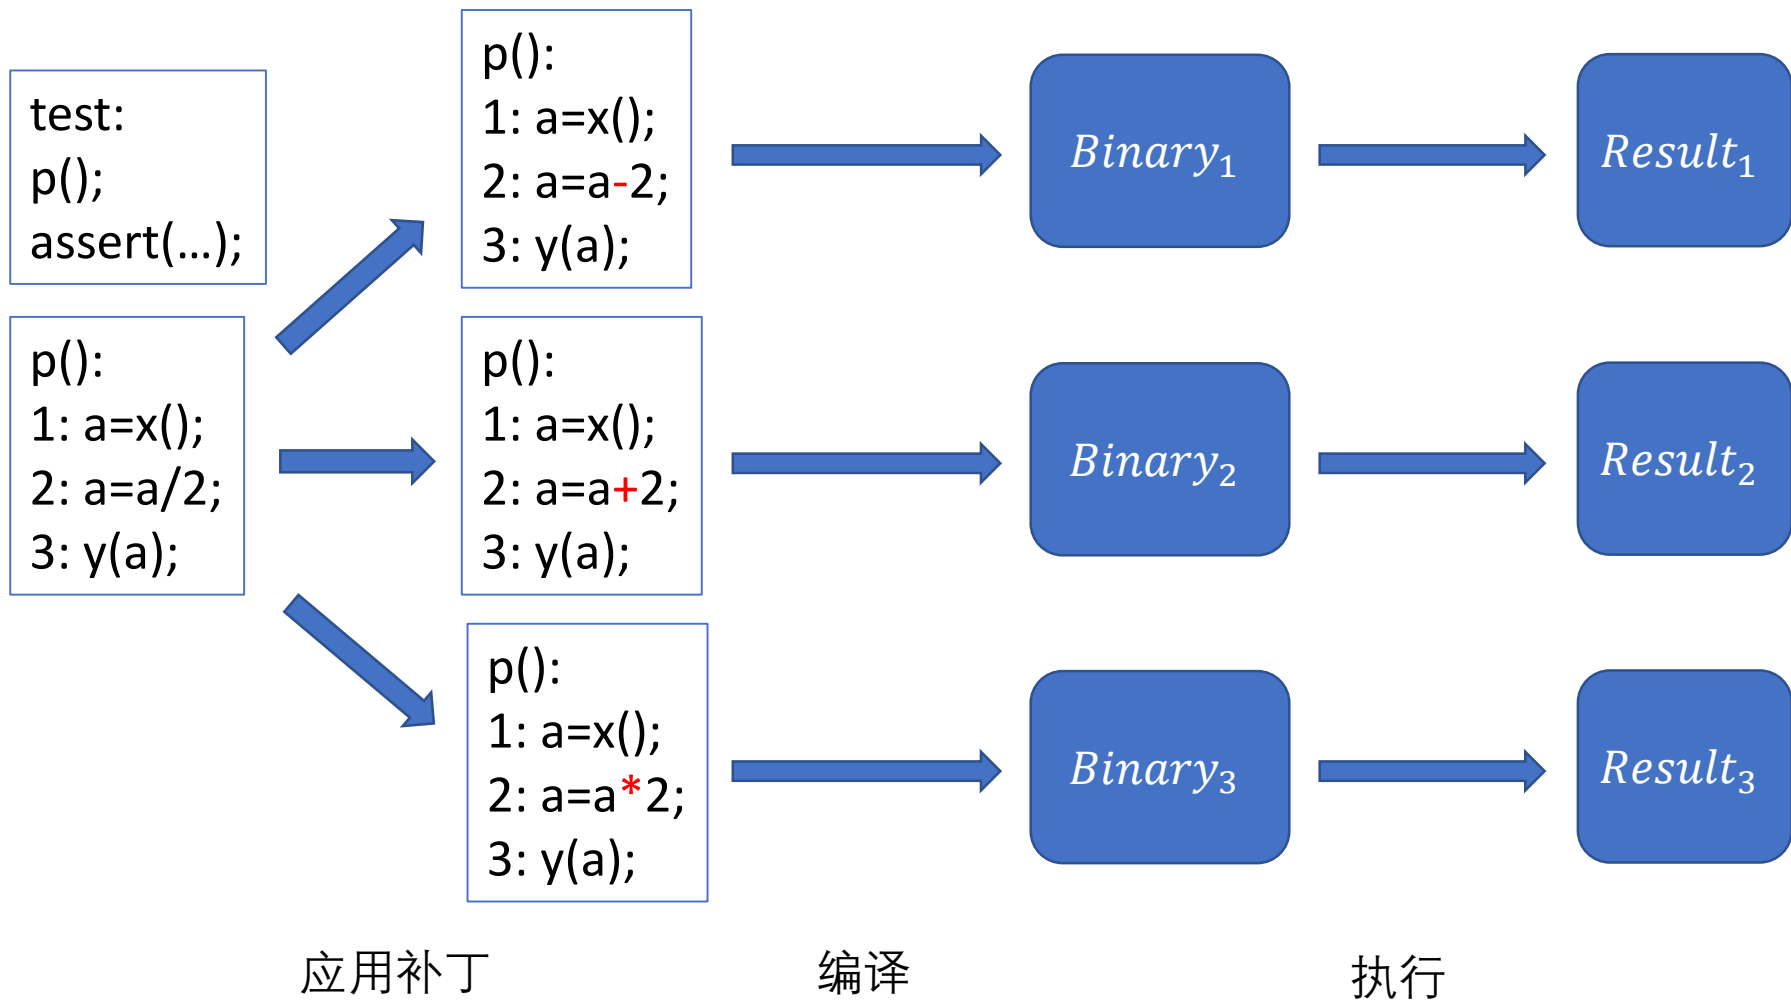 test:
p();
assert(…);
p():
1: a=x();
2: a=a/2;
3: y(a);
p():
1: a=x();
2: a=a-2;
3: y(a);
p():
1: a=x();
2: a=a+2;
3: y(a);
p():
1: a=x();
2: a=a*2;
3: y(a);
Binary₁
Result₁
Binary₂
Result₂
Binary₃
Result₃
应用补丁
编译
执行